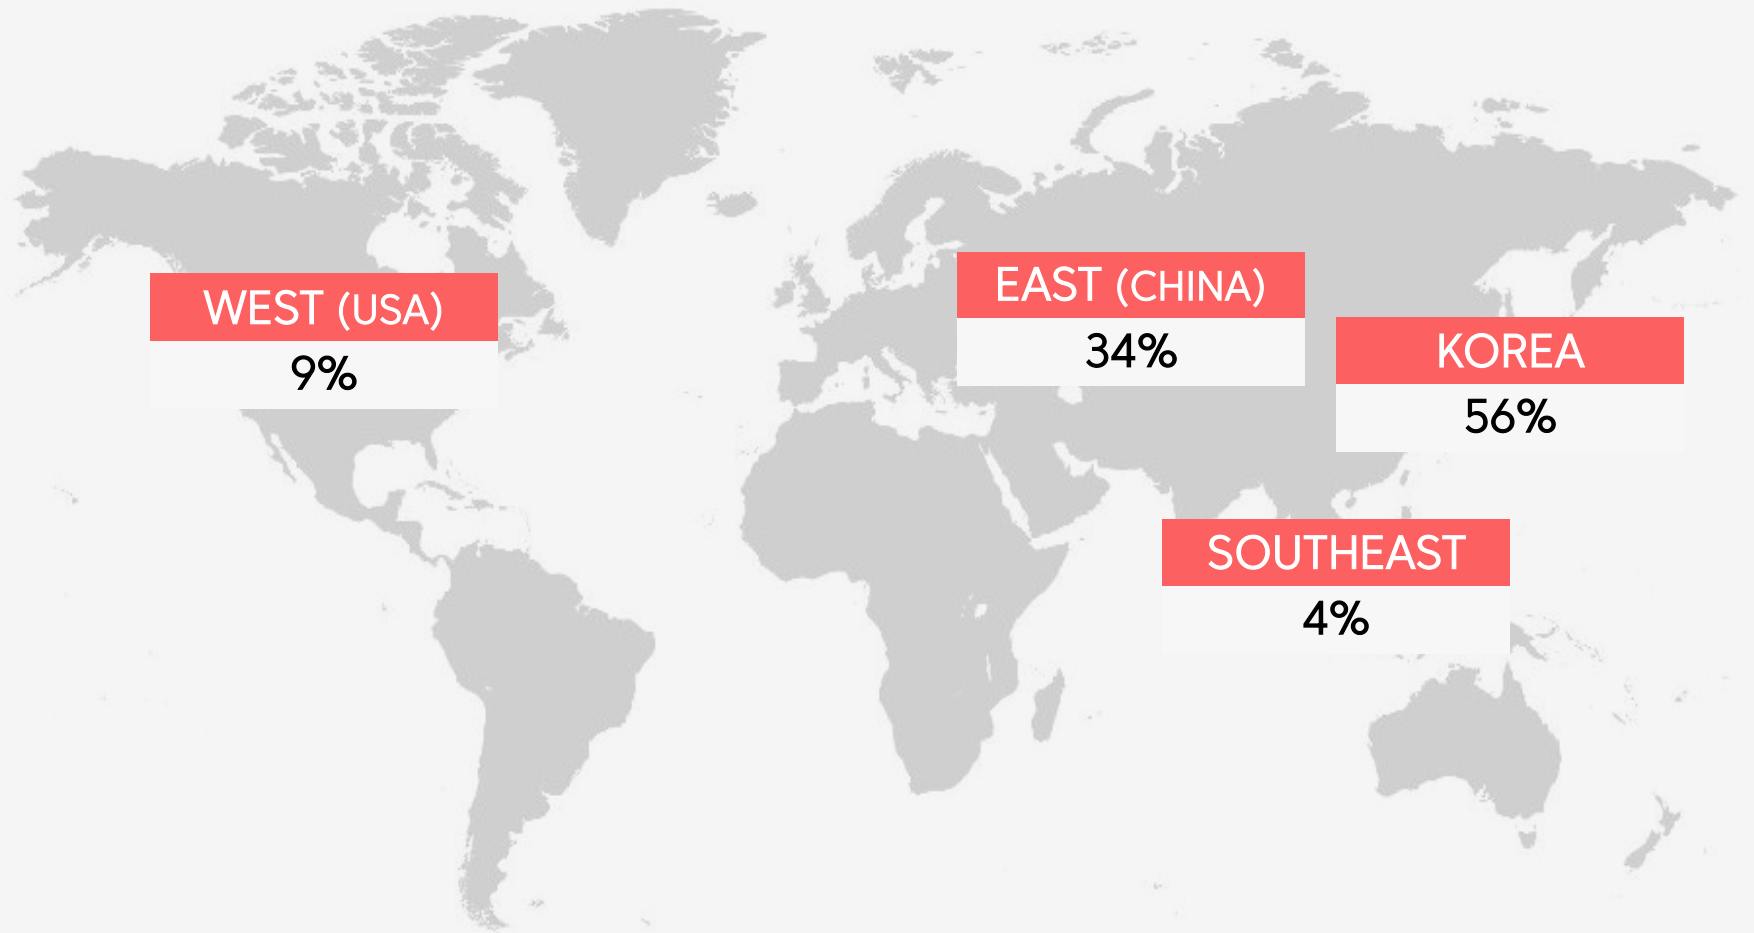 WEST (USA)
9%
EAST (CHINA)
34%
KOREA
56%
SOUTHEAST
4%